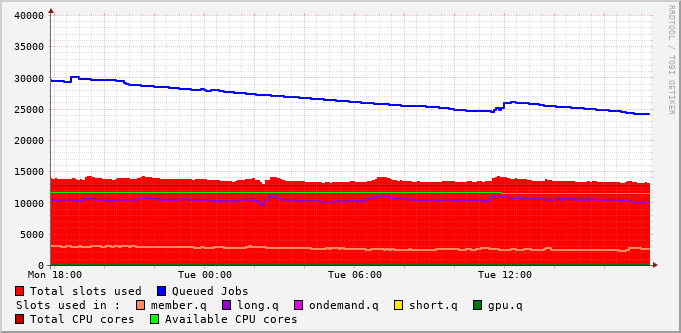 40000
35000
30000
25000
20000
15000
10000
5000
0
Mon 18:00 Tue 00:00 Tue 06:00 Tue 12:00
Total slots used Queued Jobs
Slots used in : member.q long.q ondemand.q short.q gpu.q
Total CPU cores Available CPU cores
RRDTOOL / TOBI OETIKER